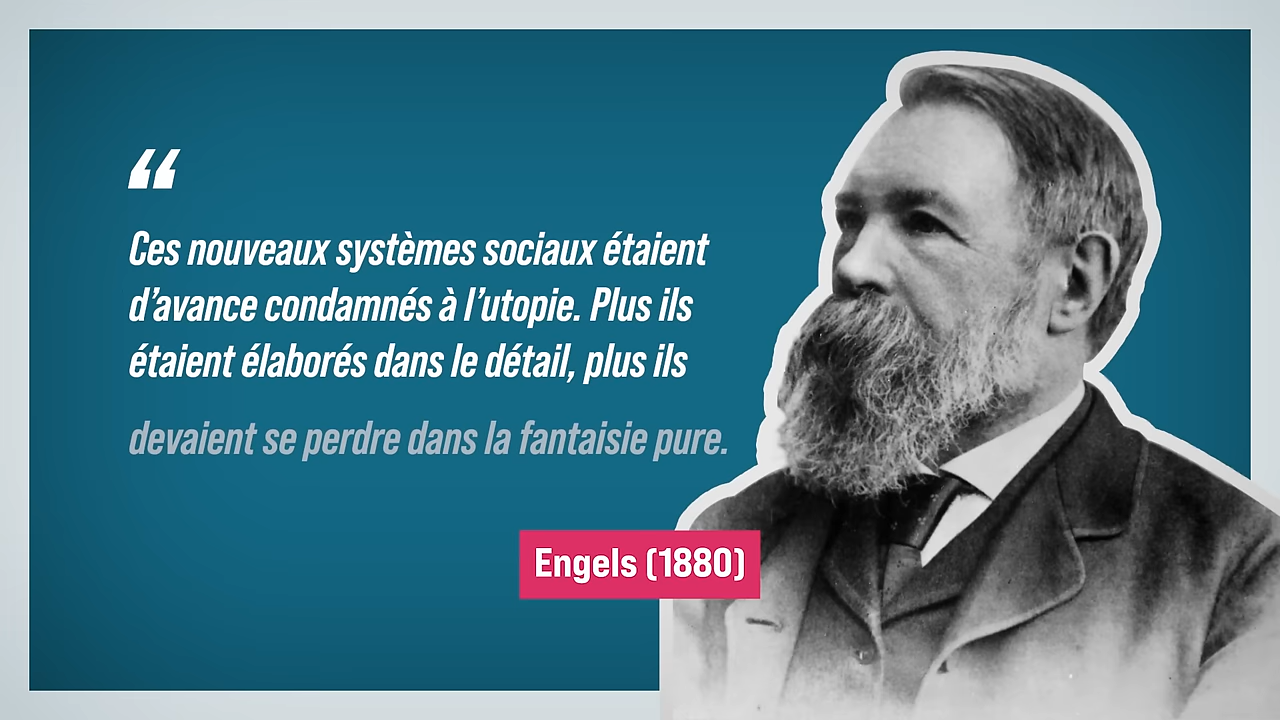 “
Ces nouveaux systèmes sociaux étaient
d’avance condamnés à l’utopie. Plus ils
étaient élaborés dans le détail, plus ils
devaient se perdre dans la fantaisie pure.
Engels (1880)